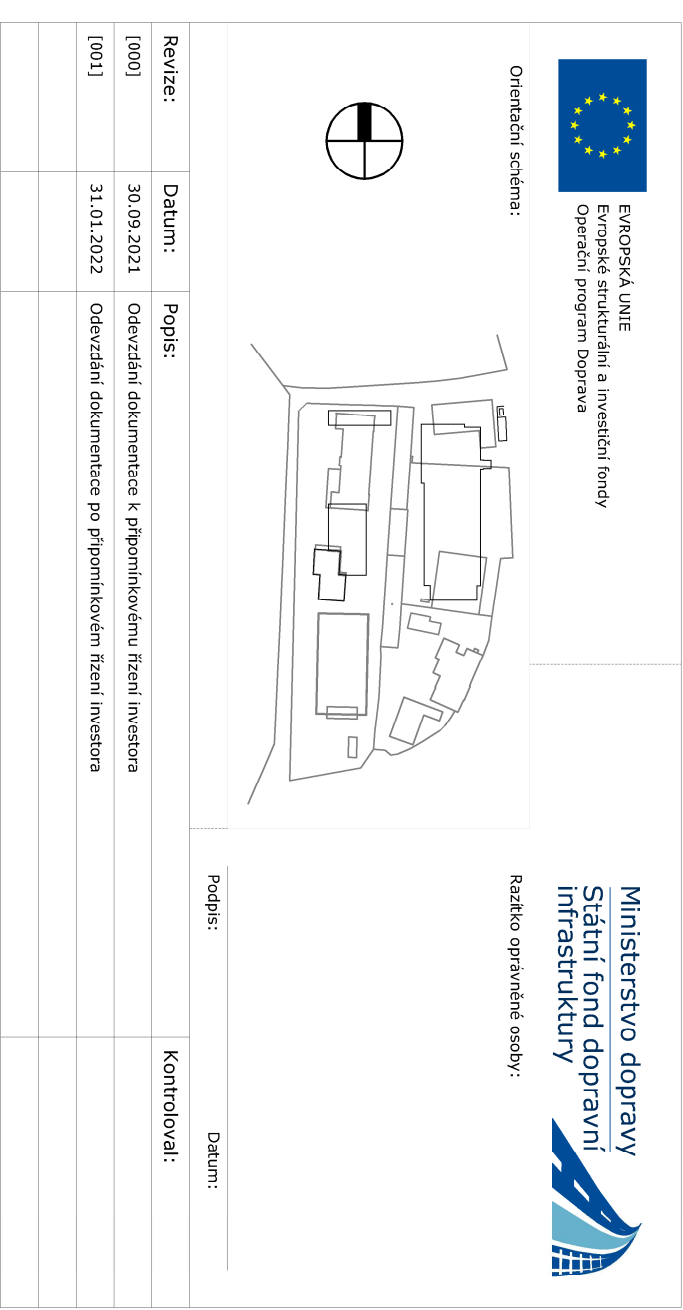 EVROPSKÁ UNIE
Evropské strukturální a investiční fondy
Operační program Doprava
Ministerstvo dopravy
Státní fond dopravní
infrastruktury
Orientační schéma:
Razítko oprávněné osoby:
Podpis:
Datum:
Revize:
Datum:
Popis:
Kontroloval:
[000]
30.09.2021
Odevzdání dokumentace k připomínkovému řízení investora
[001]
31.01.2022
Odevzdání dokumentace po připomínkovém řízení investora